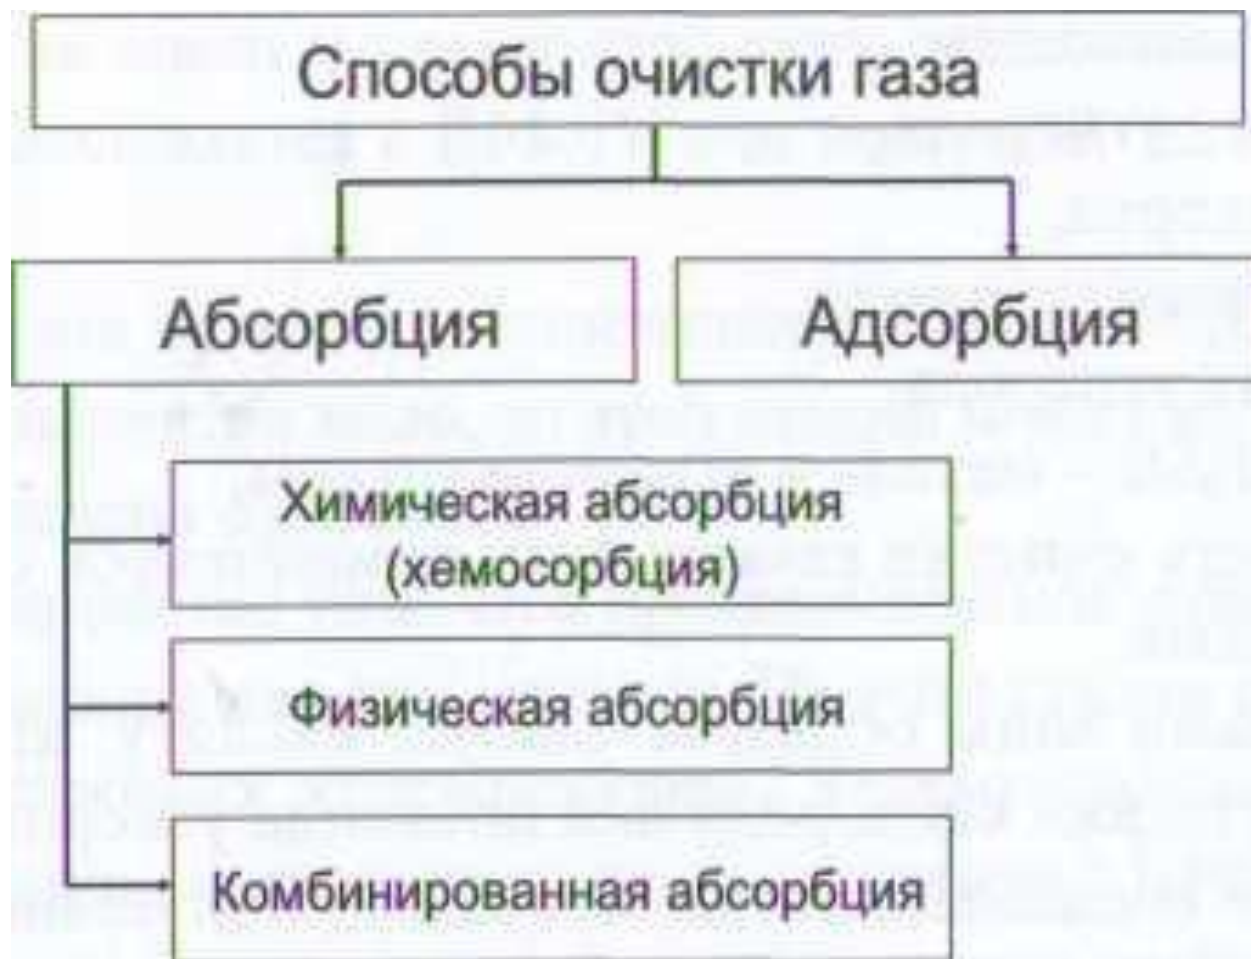 Способы очистки газа
Абсорбция
Адсорбция
Химическая абсорбция
(хемосорбция)
Физическая абсорбция
Комбинированная абсорбция